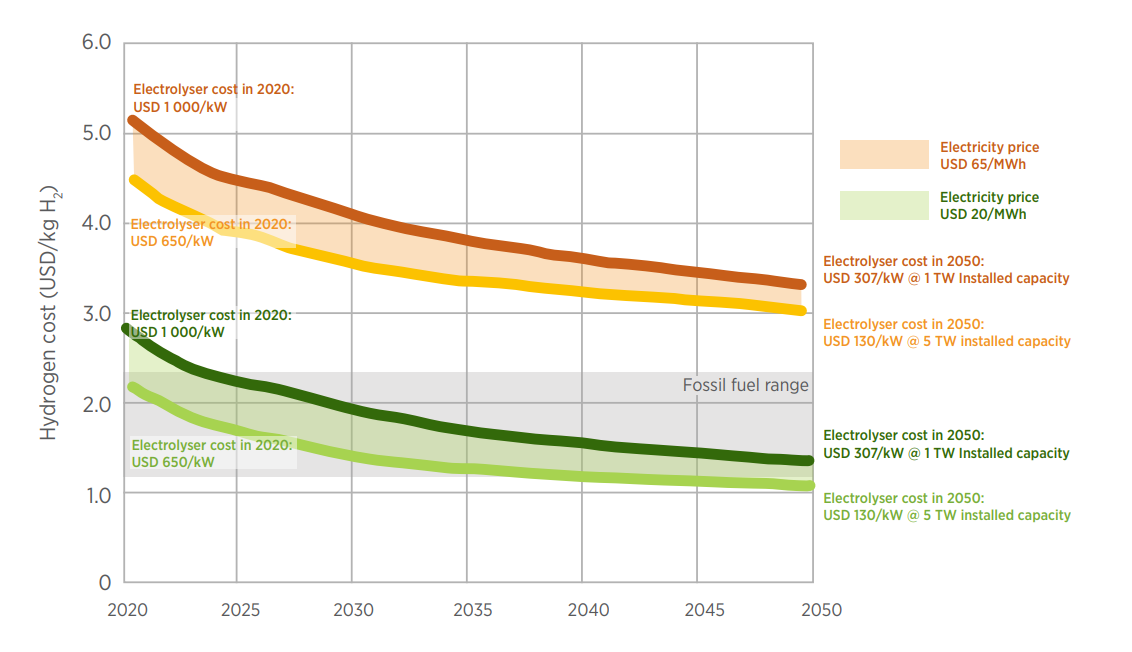 6.0
5.0
4.0
3.0
2.0
1.0
0
Hydrogen cost (USD/kg H₂)
2020
2025
2030
2035
2040
2045
2050
Electrolyser cost in 2020:
USD 1 000/kW
Electrolyser cost in 2020:
USD 650/kW
Electrolyser cost in 2020:
USD 1 000/kW
Electrolyser cost in 2020:
USD 650/kW
Fossil fuel range
Electricity price
USD 65/MWh
Electricity price
USD 20/MWh
Electrolyser cost in 2050:
USD 307/kW @ 1 TW Installed capacity
Electrolyser cost in 2050:
USD 130/kW @ 5 TW installed capacity
Electrolyser cost in 2050:
USD 307/kW @ 1 TW Installed capacity
Electrolyser cost in 2050:
USD 130/kW @ 5 TW installed capacity